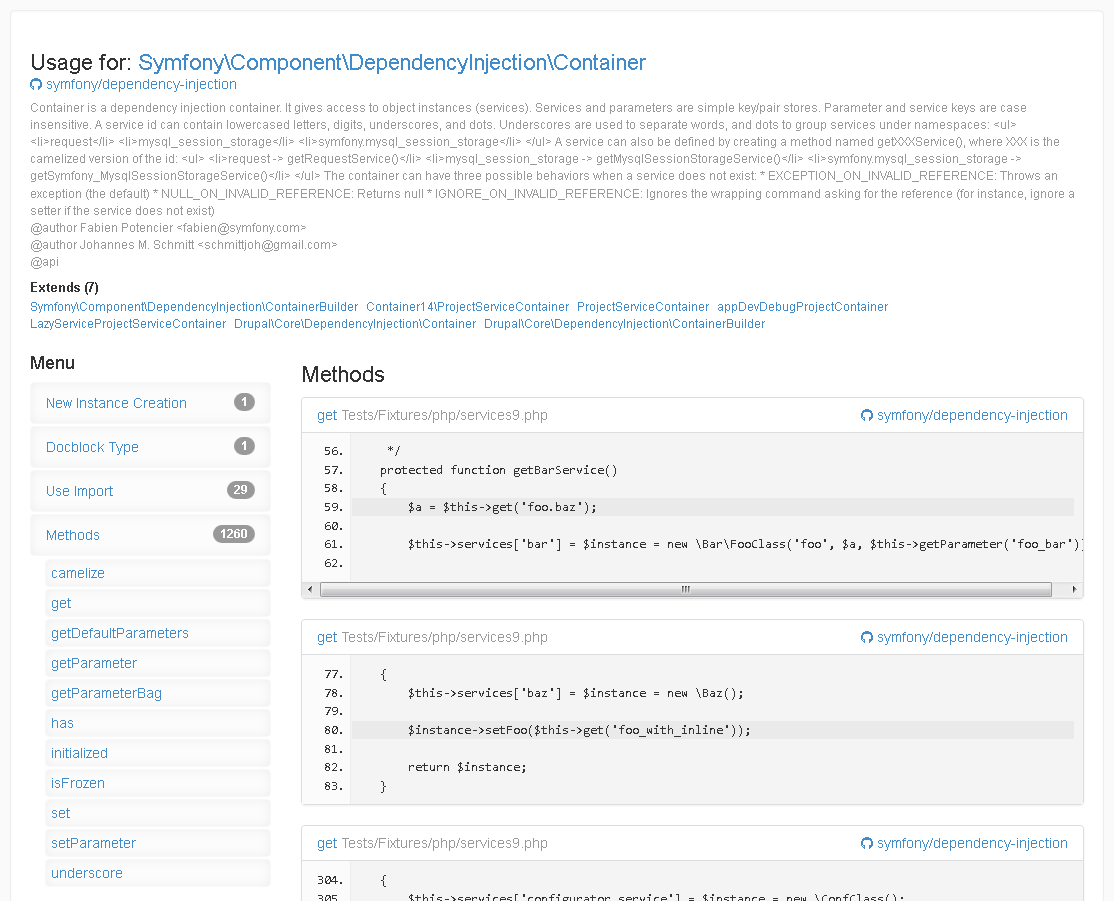 Usage for: Symfony\Component\DependencyInjection\Container
symfony/dependency-injection
Container is a dependency injection container. It gives access to object instances (services). Services and parameters are simple key/pair stores. Parameter and service keys are case
insensitive. A service id can contain lowercased letters, digits, underscores, and dots. Underscores are used to separate words, and dots to group services under namespaces: <ul>
<li>request</li> <li>mysql_session_storage</li> <li>symfony.mysql_session_storage</li> </ul> A service can also be defined by creating a method named getXXXService(), where XXX is the
camelized version of the id: <ul> <li>request -> getRequestService()</li> <li>mysql_session_storage -> getMysqlSessionStorageService()</li> <li>symfony.mysql_session_storage ->
getSymfony_MysqlSessionStorageService()</li> </ul> The container can have three possible behaviors when a service does not exist: * EXCEPTION_ON_INVALID_REFERENCE: Throws an
exception (the default) * NULL_ON_INVALID_REFERENCE: Returns null * IGNORE_ON_INVALID_REFERENCE: Ignores the wrapping command asking for the reference (for instance, ignore a
setter if the service does not exist)
@author Fabien Potencier <fabien@symfony.com>
@author Johannes M. Schmitt <schmittjoh@gmail.com>
@api
Extends (7)
Symfony\Component\DependencyInjection\ContainerBuilder Container14\ProjectServiceContainer ProjectServiceContainer appDevDebugProjectContainer
LazyServiceProjectServiceContainer Drupal\Core\DependencyInjection\Container Drupal\Core\DependencyInjection\ContainerBuilder
Menu
New Instance Creation 1
Docblock Type 1
Use Import 29
Methods 1260
camelize
get
getDefaultParameters
getParameter
getParameterBag
has
initialized
isFrozen
set
setParameter
underscore
Methods
get Tests/Fixtures/php/services9.php symfony/dependency-injection
56. */
57. protected function getBarService()
58. {
59. $a = $this->get('foo.baz');
60.
61. $this->services['bar'] = $instance = new \Bar\FooClass('foo', $a, $this->getParameter('foo_bar')
62.
get Tests/Fixtures/php/services9.php symfony/dependency-injection
77. {
78. $this->services['baz'] = $instance = new \Baz();
79.
80. $instance->setFoo($this->get('foo_with_inline'));
81.
82. return $instance;
83. }
get Tests/Fixtures/php/services9.php symfony/dependency-injection
304. {
305. $this->services['configurator_service'] = $instance = new \ConfClass();